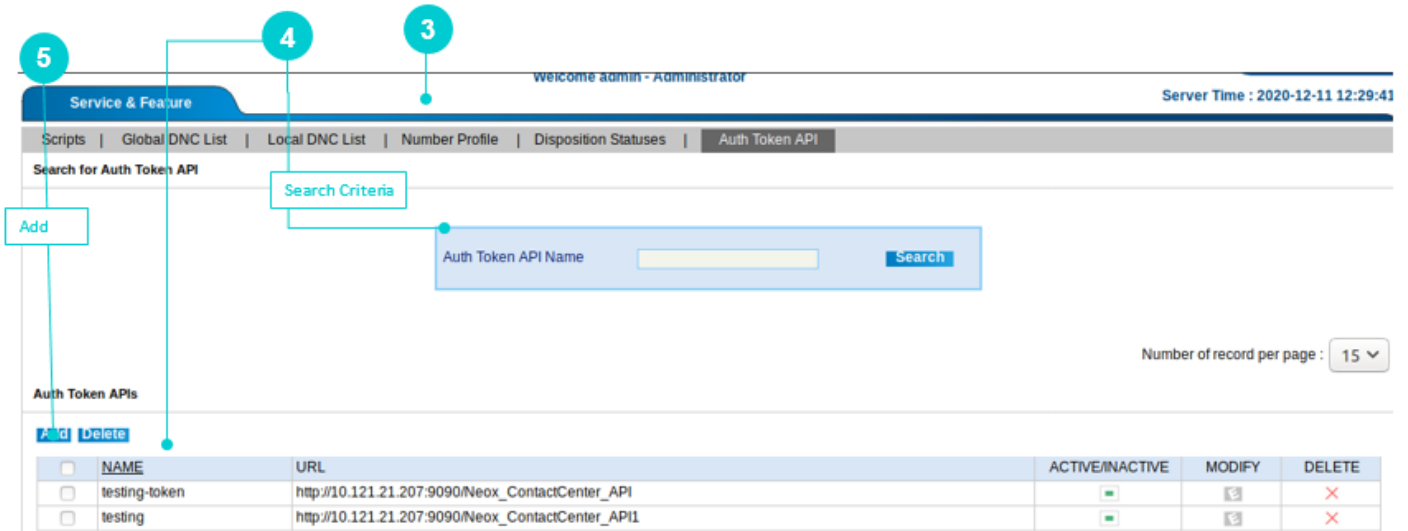 5
4
3
Welcome admin - Administrator
Service & Feature
Server Time : 2020-12-11 12:29:41
Scripts | Global DNC List | Local DNC List | Number Profile | Disposition Statuses | Auth Token API
Search for Auth Token API
Search Criteria
Add
Auth Token API Name Search
Number of record per page : 15
Auth Token APIs
Add Delete
NAME URL ACTIVE/INACTIVE MODIFY DELETE
testing-token http://10.121.21.207:9090/Neox_ContactCenter_API
testing http://10.121.21.207:9090/Neox_ContactCenter_API1